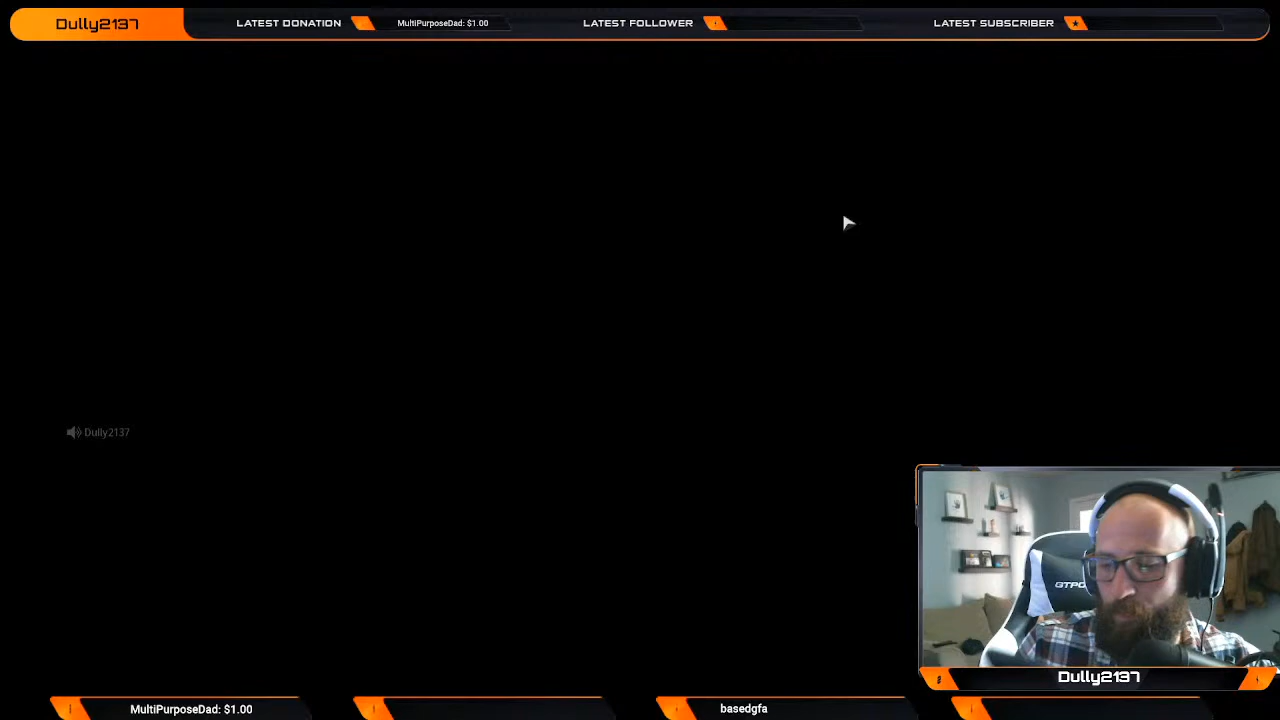 Dully2137
LATEST DONATION
MultiPurposeDad: $1.00
LATEST FOLLOWER
LATEST SUBSCRIBER
Dully2137
Dully2137
MultiPurposeDad: $1.00
basedgfa